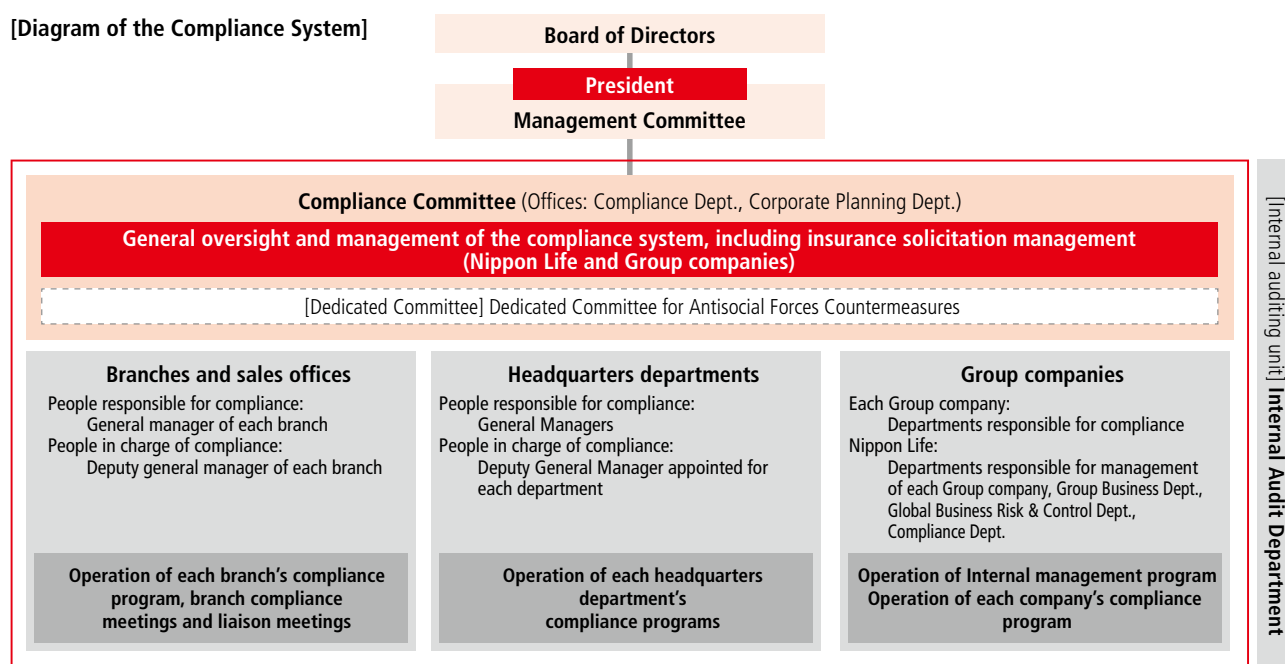 [Diagram of the Compliance System]
Board of Directors
President
Management Committee
Compliance Committee (Offices: Compliance Dept., Corporate Planning Dept.)
General oversight and management of the compliance system, including insurance solicitation management
(Nippon Life and Group companies)
[Dedicated Committee] Dedicated Committee for Antisocial Forces Countermeasures
Branches and sales offices
People responsible for compliance:
General manager of each branch
People in charge of compliance:
Deputy general manager of each branch
Operation of each branch’s compliance
program, branch compliance
meetings and liaison meetings
Headquarters departments
People responsible for compliance:
General Managers
People in charge of compliance:
Deputy General Manager appointed for
each department
Operation of each headquarters
department’s
compliance programs
Group companies
Each Group company:
Departments responsible for compliance
Nippon Life:
Departments responsible for management
of each Group company, Group Business Dept.,
Global Business Risk & Control Dept.,
Compliance Dept.
Operation of Internal management program
Operation of each company’s compliance
program
[Internal auditing unit] Internal Audit Department